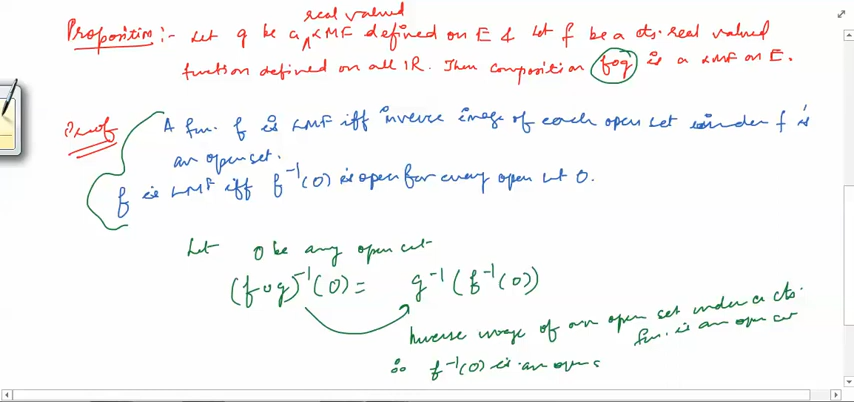 real valued
Proposition:- Let g be a LMF defined on E & Let f be a cts. real valued
function defined on all IR. Then composition fog is a LMF on E.
Proof
A fun. f is LMF iff inverse image of each open set under f is
an open set.
f is LMF iff f⁻¹(O) is open for every open set O.
Let O be any open set
(fog)⁻¹(O) = g⁻¹(f⁻¹(O))
Inverse image of an open set under a cts.
fun. is an open set
∴ f⁻¹(O) is an open s